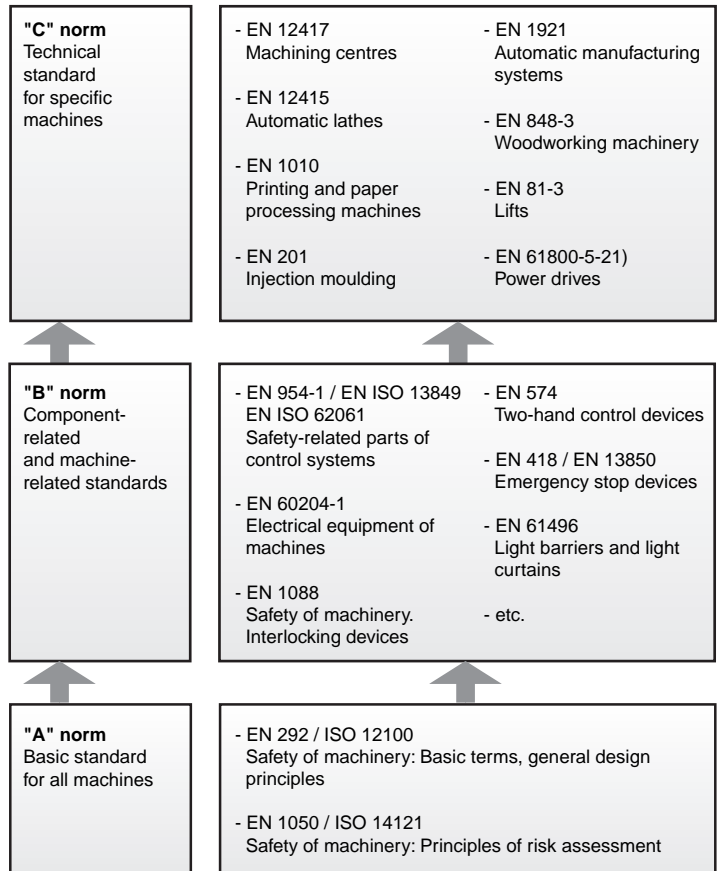 "C" norm
Technical
standard
for specific
machines
- EN 12417
Machining centres
- EN 12415
Automatic lathes
- EN 1010
Printing and paper
processing machines
- EN 201
Injection moulding
- EN 1921
Automatic manufacturing
systems
- EN 848-3
Woodworking machinery
- EN 81-3
Lifts
- EN 61800-5-21)
Power drives
"B" norm
Component-
related
and machine-
related standards
- EN 954-1 / EN ISO 13849
EN ISO 62061
Safety-related parts of
control systems
- EN 60204-1
Electrical equipment of
machines
- EN 1088
Safety of machinery.
Interlocking devices
- EN 574
Two-hand control devices
- EN 418 / EN 13850
Emergency stop devices
- EN 61496
Light barriers and light
curtains
- etc.
"A" norm
Basic standard
for all machines
- EN 292 / ISO 12100
Safety of machinery: Basic terms, general design
principles
- EN 1050 / ISO 14121
Safety of machinery: Principles of risk assessment